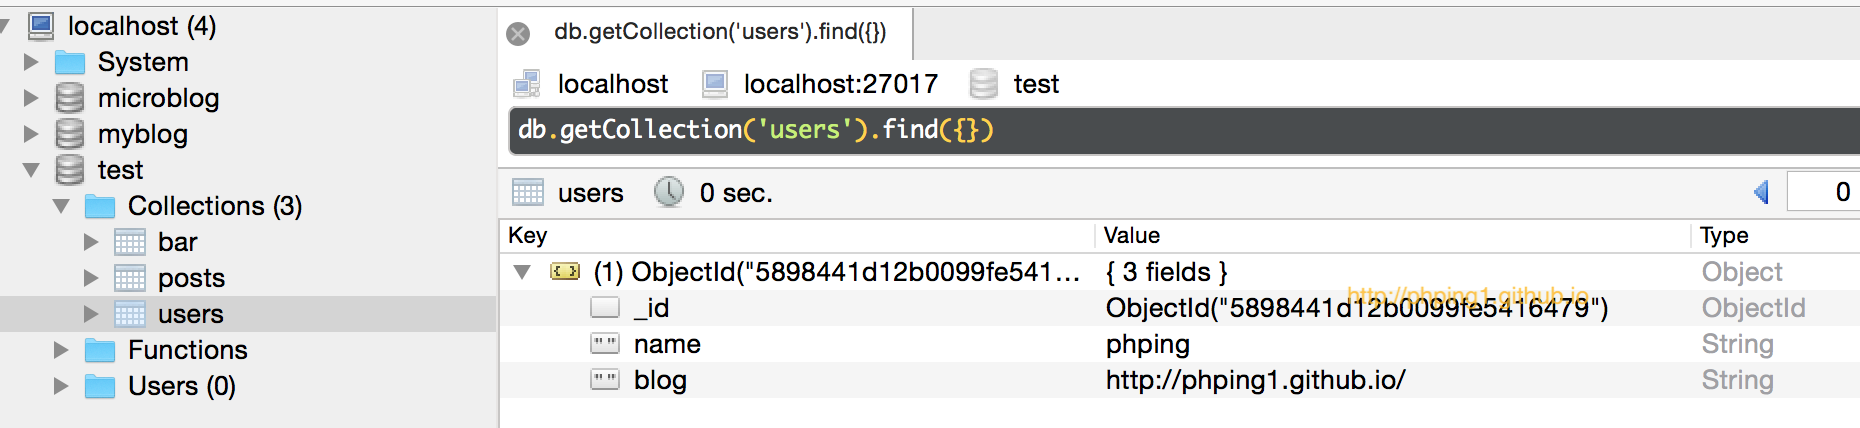 localhost (4)
System
microblog
myblog
test
Collections (3)
bar
posts
users
Functions
Users (0)
db.getCollection('users').find({})
localhost localhost:27017 test
db.getCollection('users').find({})
users 0 sec. 0
Key Value Type
(1) ObjectId("5898441d12b0099fe541... { 3 fields } Object
http://phping1.github.io
_id ObjectId("5898441d12b0099fe5416479") ObjectId
name phping String
blog http://phping1.github.io/ String